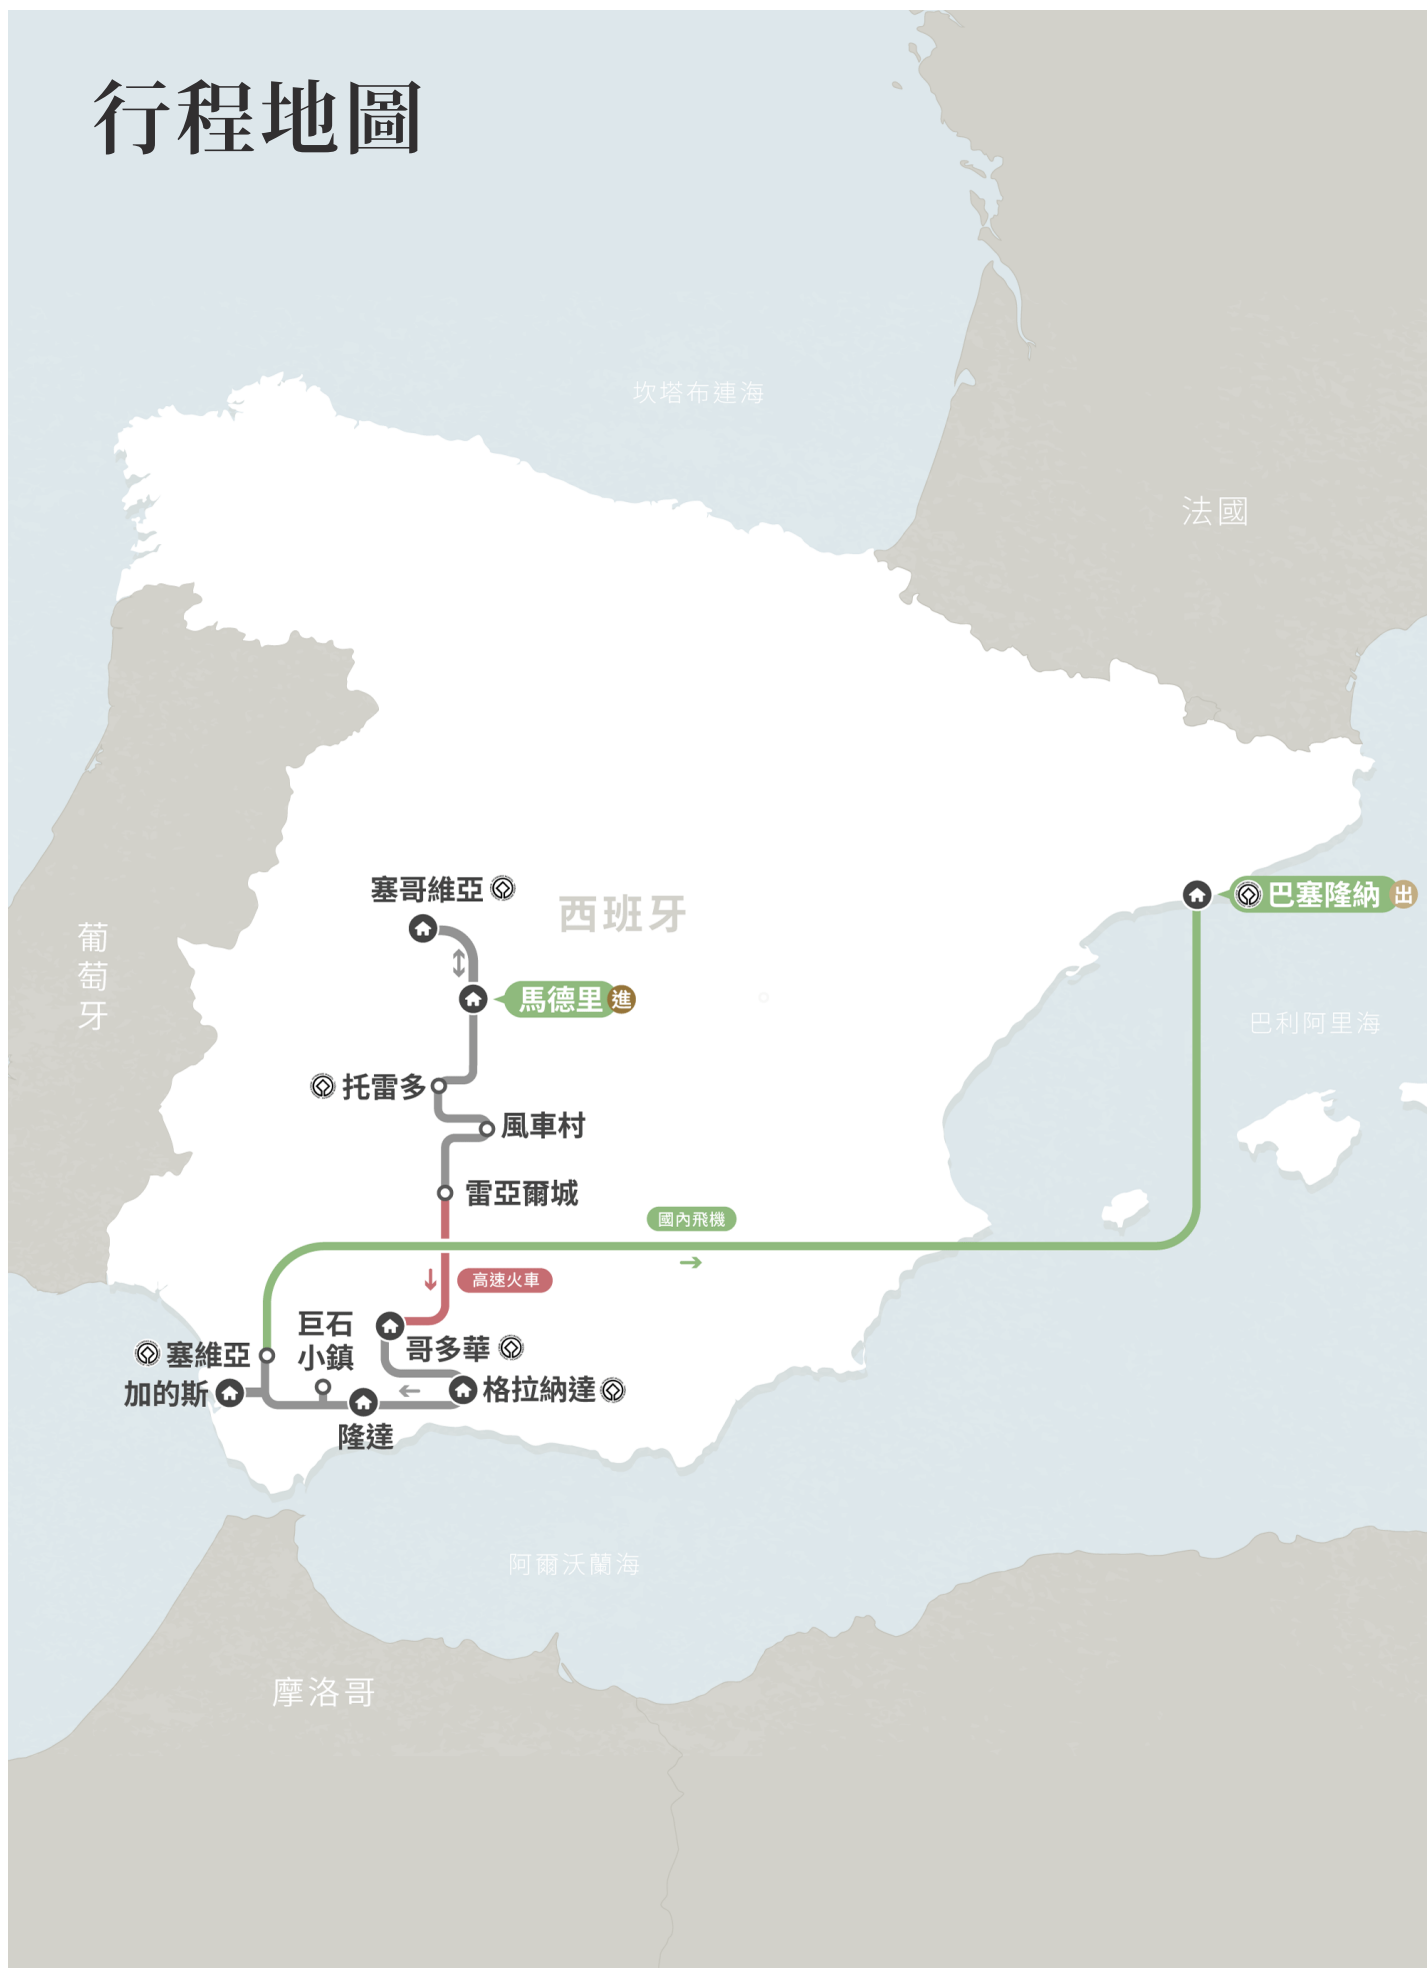 行程地圖
坎塔布連海
法國
塞哥維亞
西班牙
巴塞隆納 出
葡萄牙
馬德里 進
巴利阿里海
托雷多
風車村
雷亞爾城
國內飛機
高速火車
巨石
小鎮
哥多華
塞維亞
加的斯
格拉納達
隆達
阿爾沃蘭海
摩洛哥